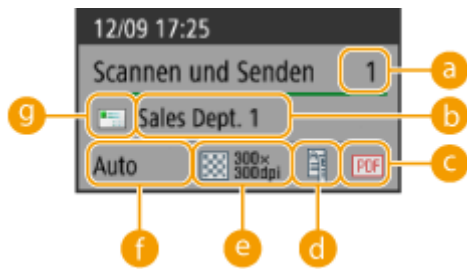 12/09 17:25
Scannen und Senden 1
a
g
Sales Dept. 1
b
Auto
300×
300dpi
PDF
c
f
e
d